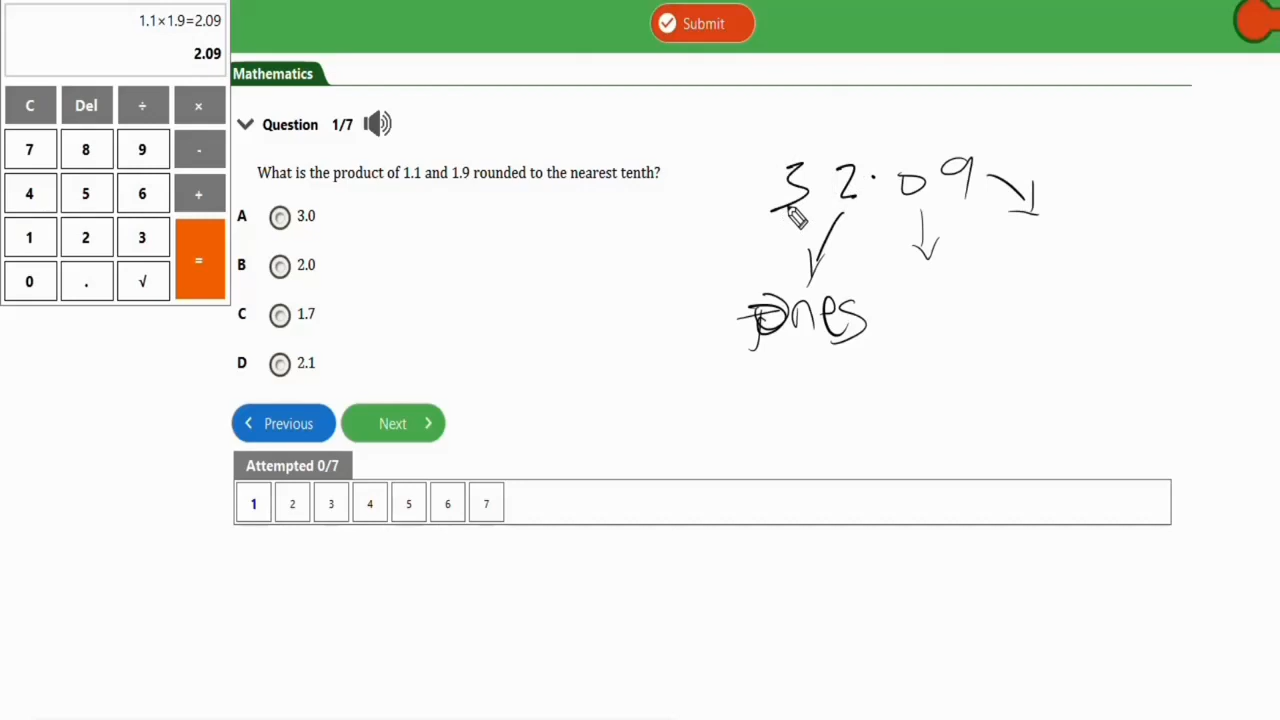 1.1×1.9=2.09
2.09
Submit
Mathematics
C Del ÷ ×
7 8 9 -
4 5 6 +
1 2 3 =
0 . √
Question 1/7
What is the product of 1.1 and 1.9 rounded to the nearest tenth?
A 3.0
B 2.0
C 1.7
D 2.1
32.09
ones
Previous Next
Attempted 0/7
1 2 3 4 5 6 7